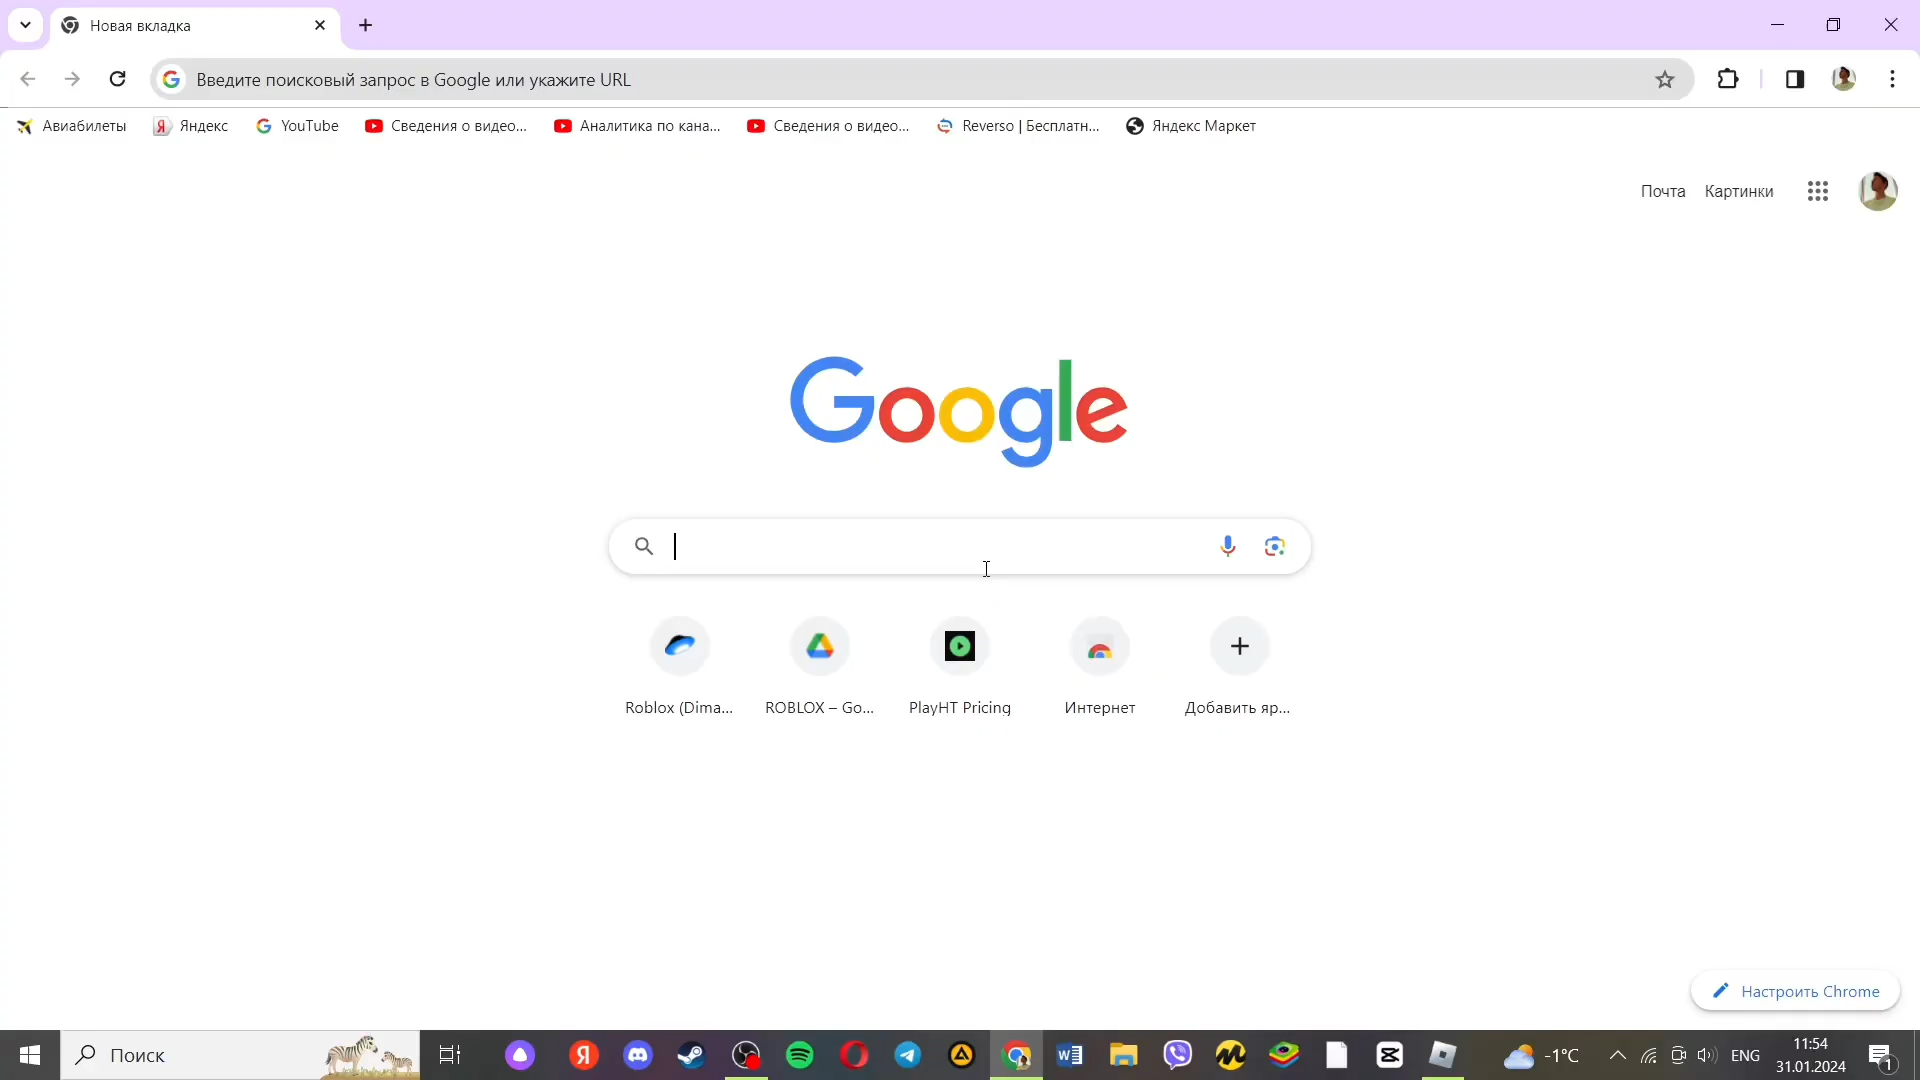 Новая вкладка
Введите поисковый запрос в Google или укажите URL
Авиабилеты
Яндекс
YouTube
Сведения о видео...
Аналитика по кана...
Сведения о видео...
Reverso | Бесплатн...
Яндекс Маркет
Почта
Картинки
Google
Roblox (Dima...
ROBLOX – Go...
PlayHT Pricing
Интернет
Добавить яр...
Настроить Chrome
Поиск
-1°C
ENG
11:54
31.01.2024
1